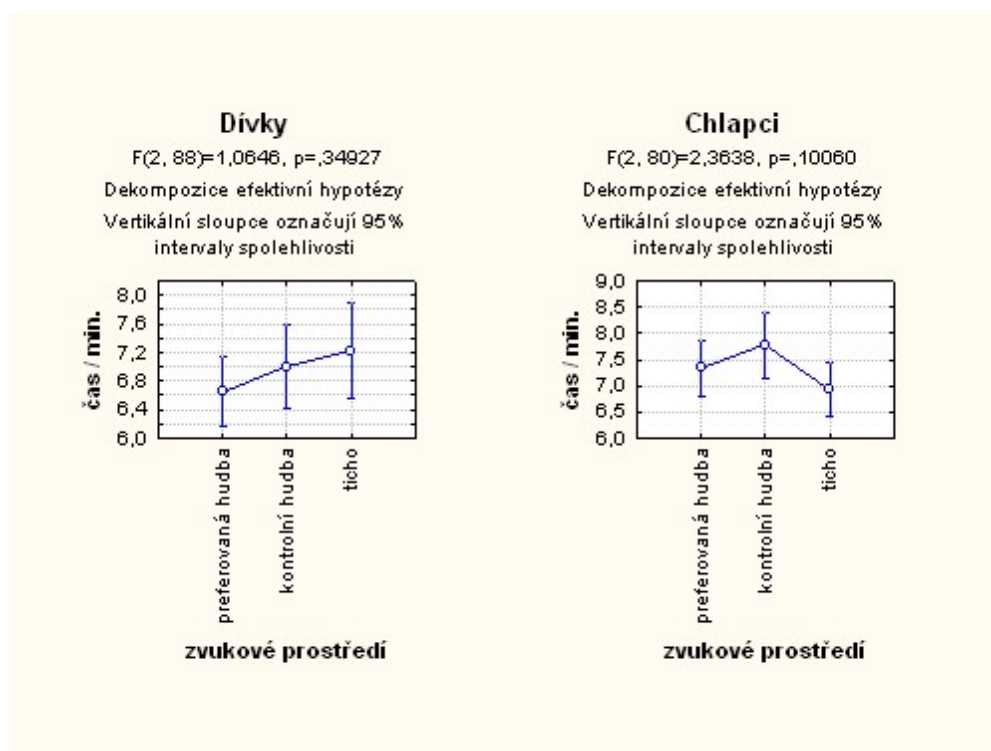 Dívky
F(2, 88)=1,0646, p=,34927
Dekompozice efektivní hypotézy
Vertikální sloupce označují 95%
intervaly spolehlivosti
8,0
7,6
7,2
6,8
6,4
6,0
čas / min.
preferovaná hudba
kontrolní hudba
ticho
zvukové prostředí
Chlapci
F(2, 80)=2,3638, p=,10060
Dekompozice efektivní hypotézy
Vertikální sloupce označují 95%
intervaly spolehlivosti
9,0
8,5
8,0
7,5
7,0
6,5
6,0
čas / min.
preferovaná hudba
kontrolní hudba
ticho
zvukové prostředí